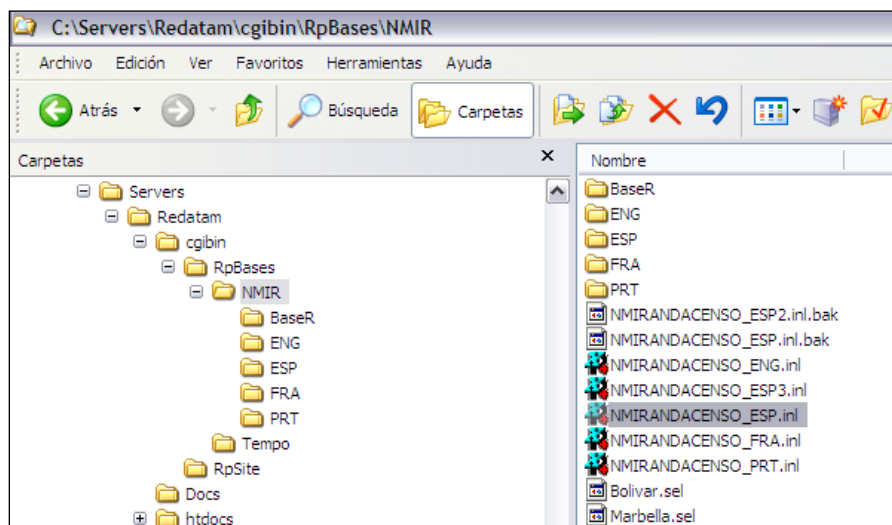 C:\Servers\Redatam\cgibin\RpBases\NMIR
Archivo Edición Ver Favoritos Herramientas Ayuda
Atrás Búsqueda Carpetas
Carpetas
Servers
Redatam
cgibin
RpBases
NMIR
BaseR
ENG
ESP
FRA
PRT
Tempo
RpSite
Docs
htdocs
Nombre
BaseR
ENG
ESP
FRA
PRT
NMIRANDACENSO_ESP2.inl.bak
NMIRANDACENSO_ESP.inl.bak
NMIRANDACENSO_ENG.inl
NMIRANDACENSO_ESP3.inl
NMIRANDACENSO_ESP.inl
NMIRANDACENSO_FRA.inl
NMIRANDACENSO_PRT.inl
Bolivar.sel
Marbella.sel